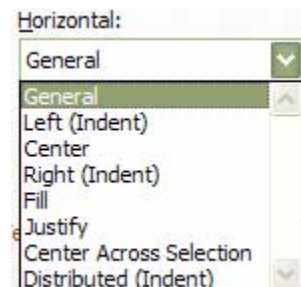 Horizontal:
General
General
Left (Indent)
Center
Right (Indent)
Fill
Justify
Center Across Selection
Distributed (Indent)